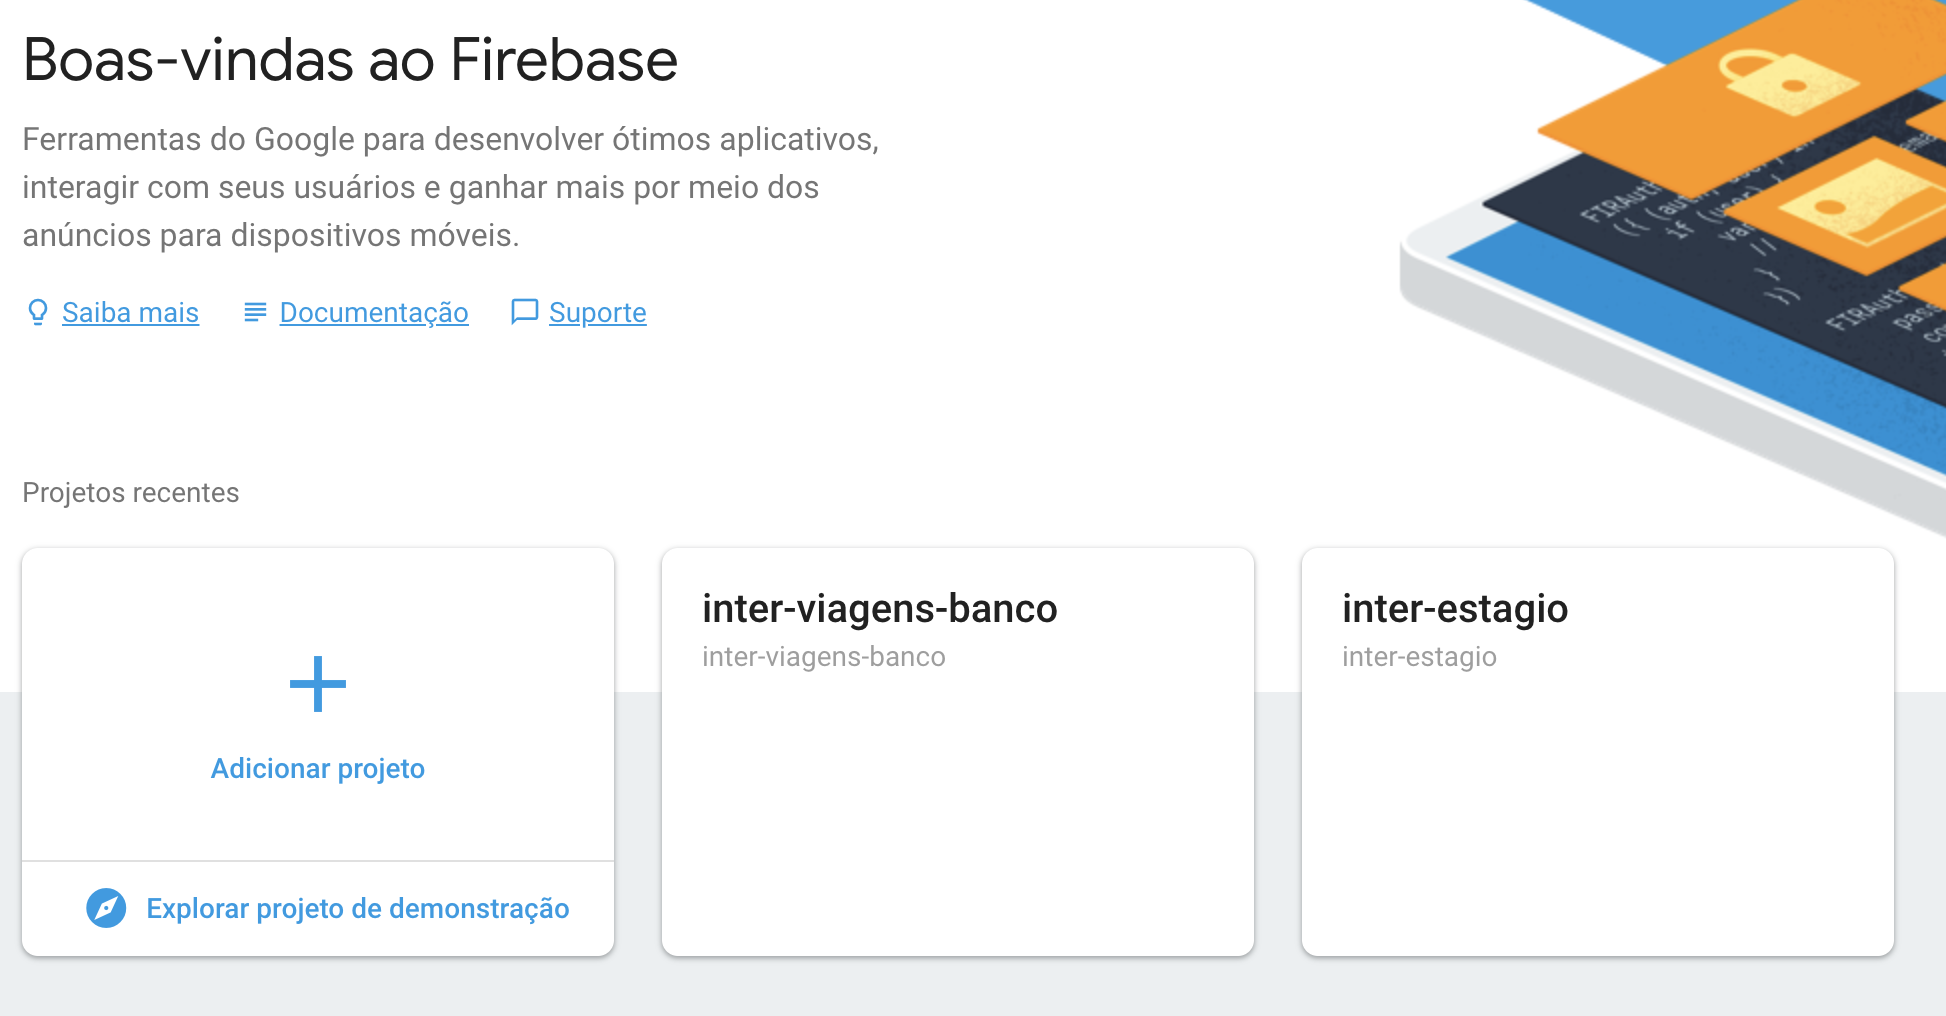 Boas-vindas ao Firebase
Ferramentas do Google para desenvolver ótimos aplicativos,
interagir com seus usuários e ganhar mais por meio dos
anúncios para dispositivos móveis.
Saiba mais Documentação Suporte
Projetos recentes
Adicionar projeto
Explorar projeto de demonstração
inter-viagens-banco
inter-viagens-banco
inter-estagio
inter-estagio